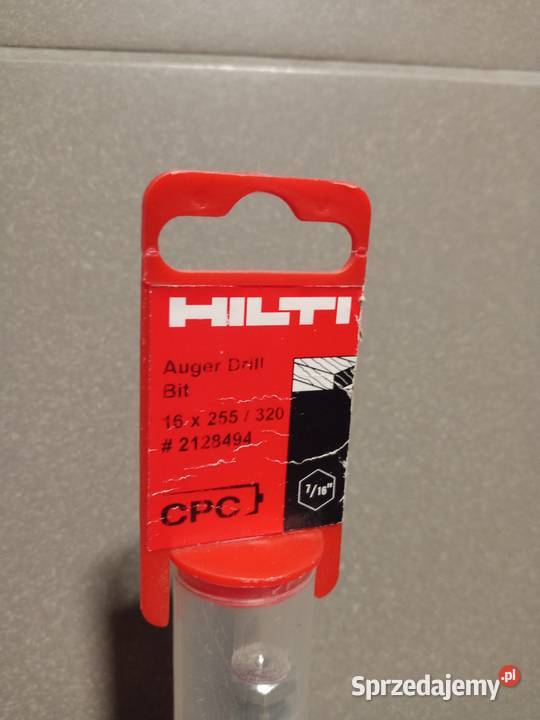 HILTI
Auger Drill
Bit
16 x 255 / 320
# 2128494
CPC
7/16"
Sprzedajemy.pl